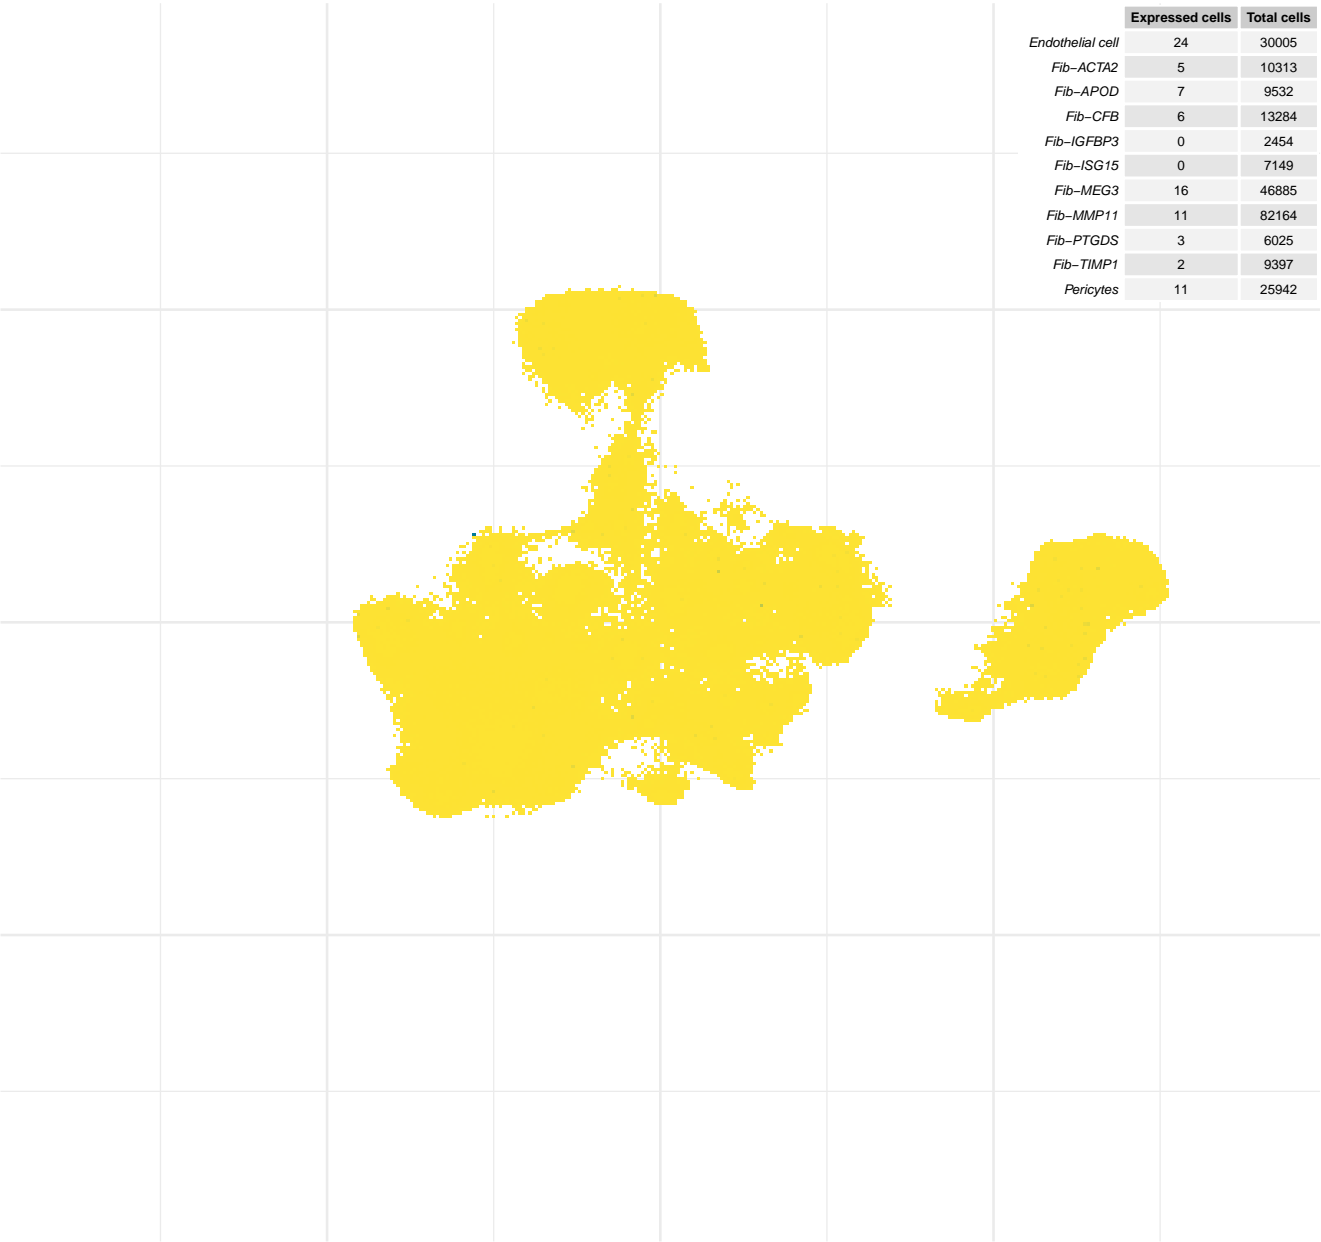 Expressed cells Total cells
Endothelial cell 24 30005
Fib−ACTA2 5 10313
Fib−APOD 7 9532
Fib−CFB 6 13284
Fib−IGFBP3 0 2454
Fib−ISG15 0 7149
Fib−MEG3 16 46885
Fib−MMP11 11 82164
Fib−PTGDS 3 6025
Fib−TIMP1 2 9397
Pericytes 11 25942